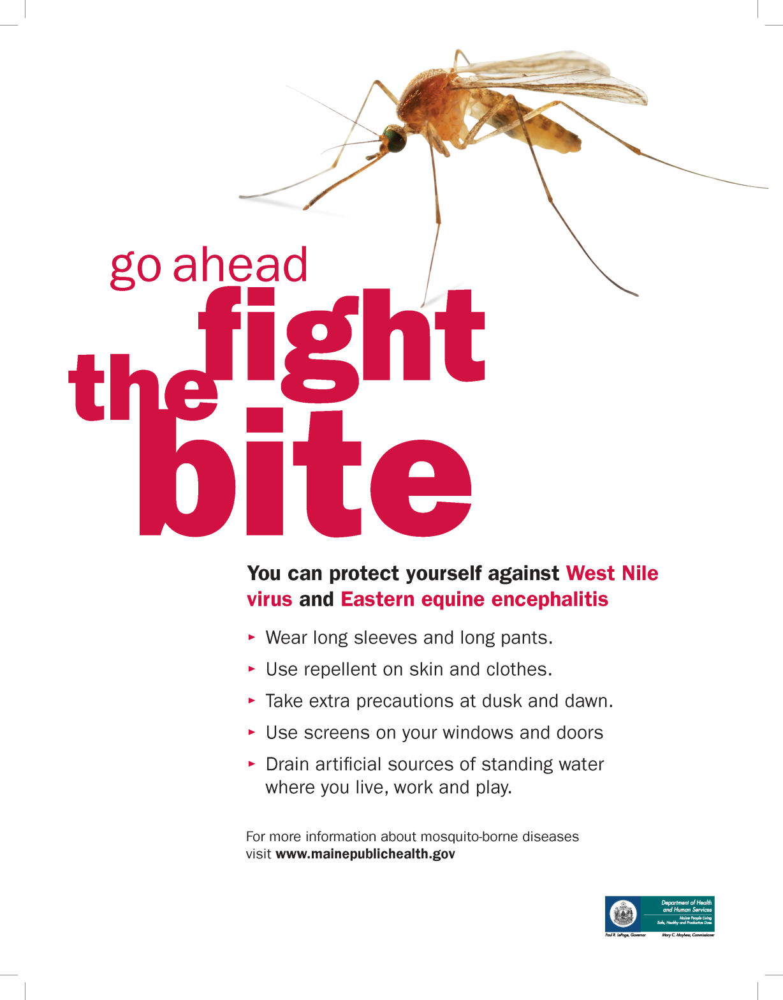 go ahead
fight
the
bite
You can protect yourself against West Nile
virus and Eastern equine encephalitis
► Wear long sleeves and long pants.
► Use repellent on skin and clothes.
► Take extra precautions at dusk and dawn.
► Use screens on your windows and doors
► Drain artificial sources of standing water
where you live, work and play.
For more information about mosquito-borne diseases
visit www.mainepublichealth.gov
Department of Health
and Human Services
Maine People Living
Safe, Healthy and Productive Lives
Paul R. LePage, Governor
Mary C. Mayhew, Commissioner